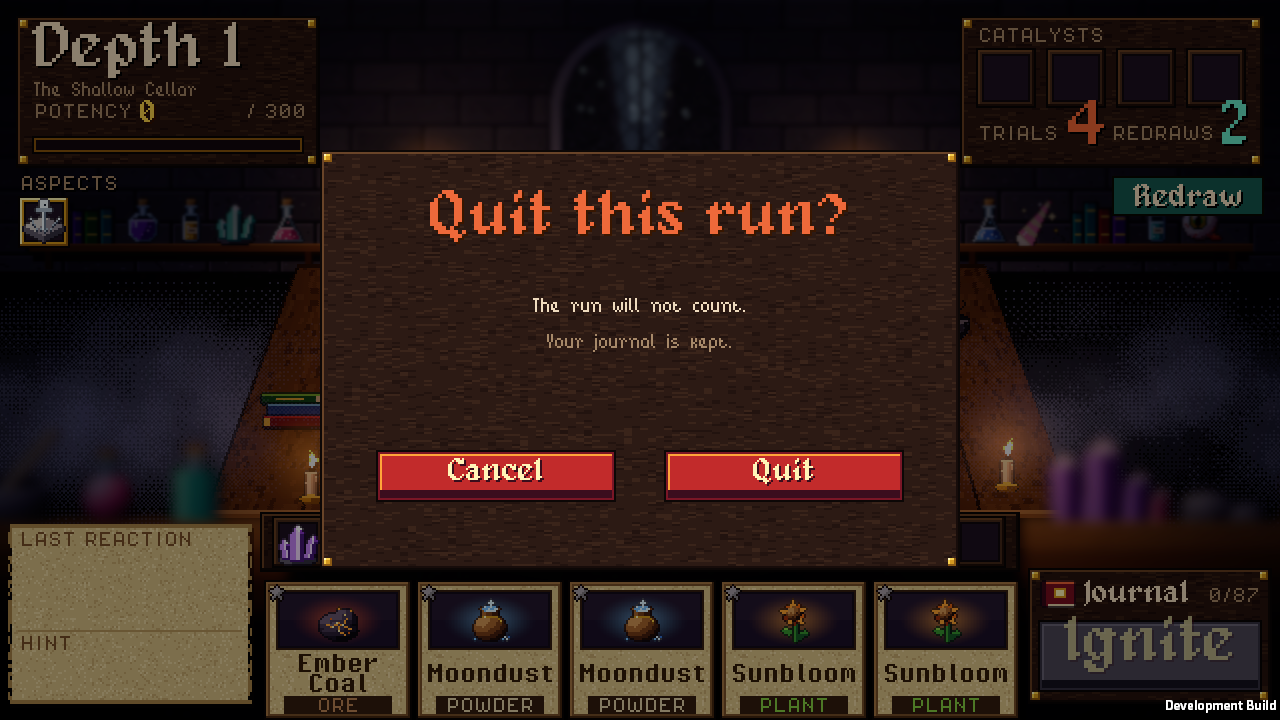 Depth 1
The Shallow Cellar
POTENCY 0 / 300
ASPECTS
CATALYSTS
TRIALS 4 REDRAWS 2
Redraw
Quit this run?
The run will not count.
Your journal is kept.
Cancel
Quit
LAST REACTION
HINT
Ember
Coal
ORE
Moondust
POWDER
Moondust
POWDER
Sunbloom
PLANT
Sunbloom
PLANT
Journal 0/87
Ignite
Development Build